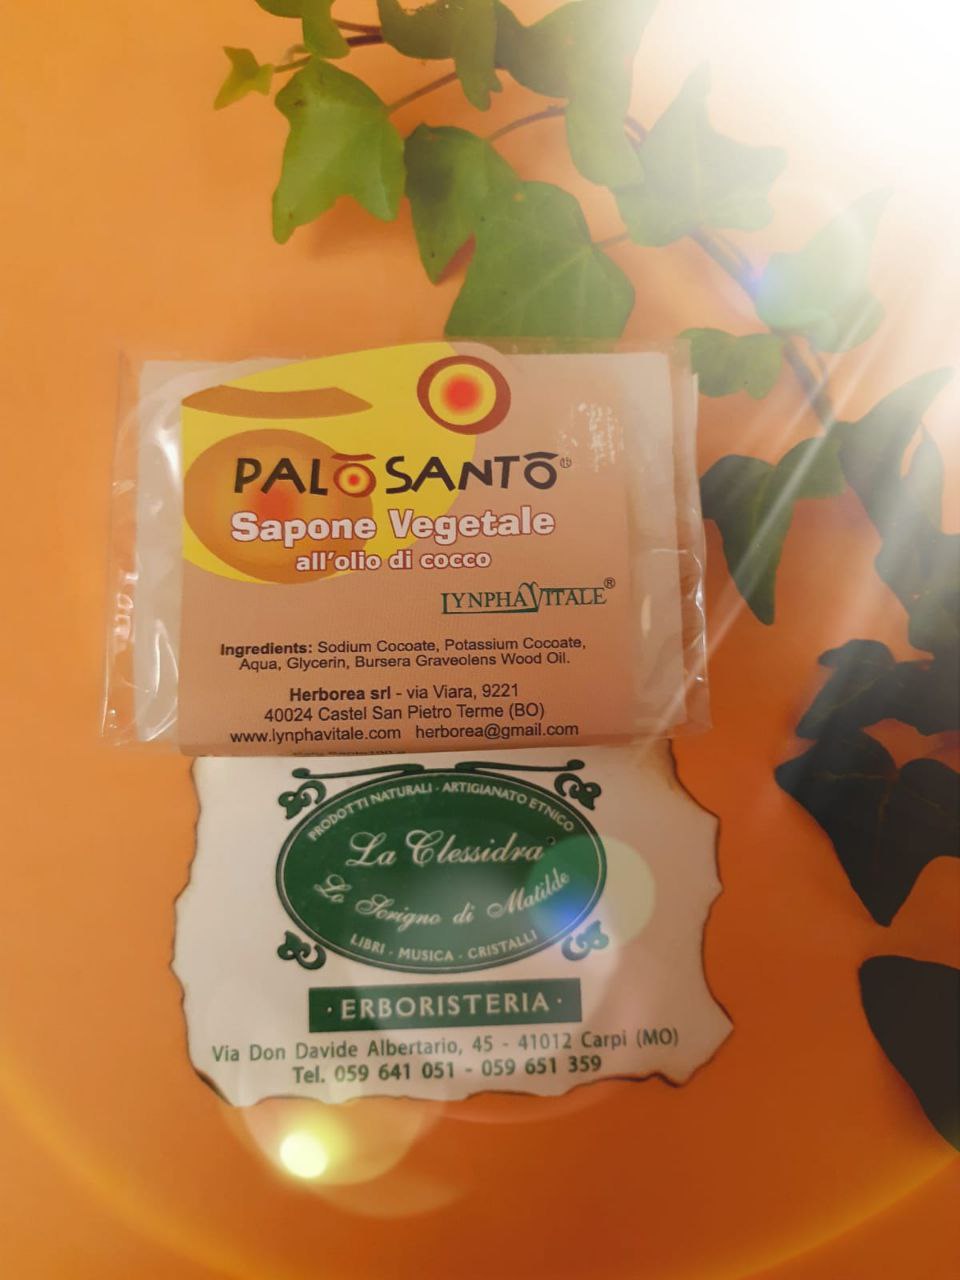 PALŌ SANTŌ®
Sapone Vegetale
all'olio di cocco
LYNPHAVITALE®
Ingredients: Sodium Cocoate, Potassium Cocoate,
Aqua, Glycerin, Bursera Graveolens Wood Oil.
Herborea srl - via Viara, 9221
40024 Castel San Pietro Terme (BO)
www.lynphavitale.com herborea@gmail.com
PRODOTTI NATURALI - ARTIGIANATO ETNICO
La Clessidra
Lo Scrigno di Matilde
LIBRI - MUSICA - CRISTALLI
· ERBORISTERIA ·
Via Don Davide Albertario, 45 - 41012 Carpi (MO)
Tel. 059 641 051 - 059 651 359